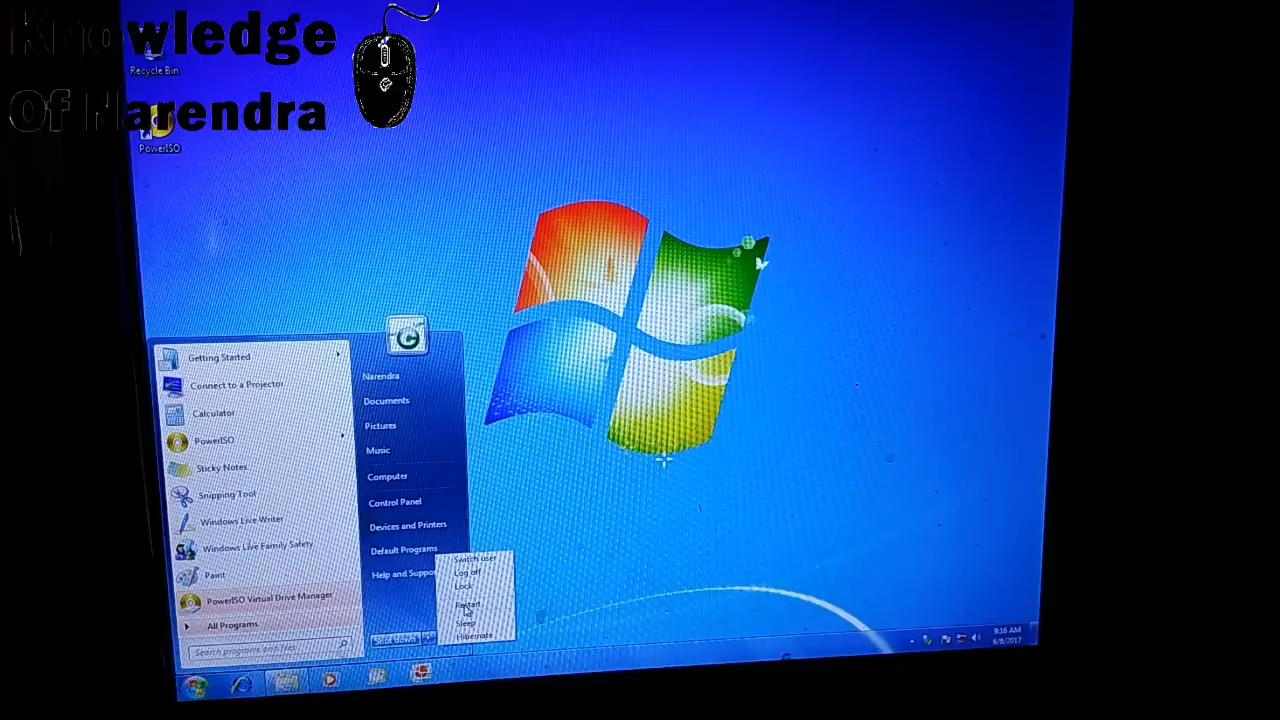 Knowledge
Of Narendra
Recycle Bin
PowerISO
Getting Started
Connect to a Projector
Calculator
PowerISO
Sticky Notes
Snipping Tool
Windows Live Writer
Windows Live Family Safety
Paint
PowerISO Virtual Drive Manager
All Programs
Search programs and files
Narendra
Documents
Pictures
Music
Computer
Control Panel
Devices and Printers
Default Programs
Help and Suppo
Shut down
Switch user
Log off
Lock
Restart
Sleep
Hibernate
9:16 AM
6/8/2017